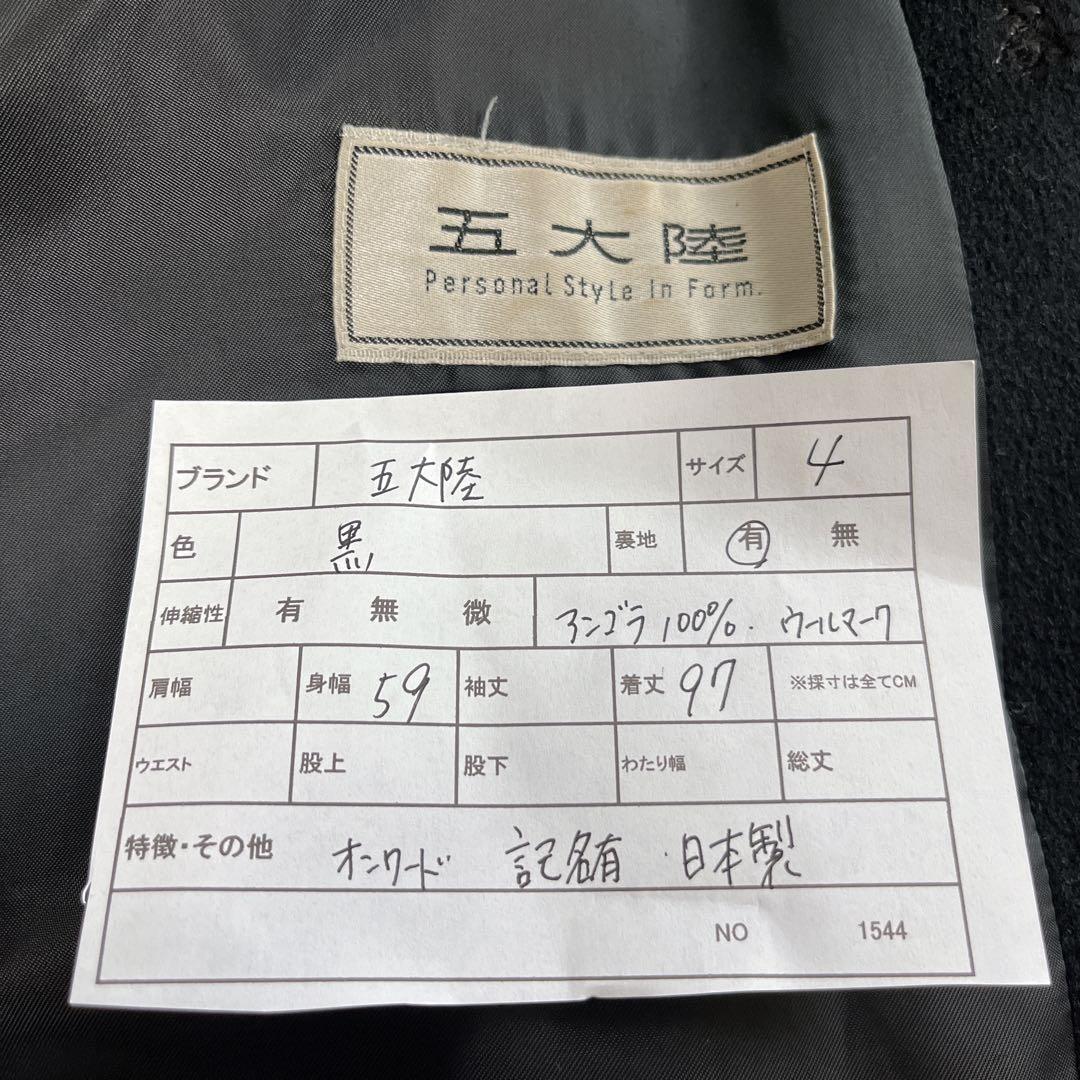 五大陸
Personal Style in Form.
ブランド 五大陸 サイズ 4
色 黒 裏地 有 無
伸縮性 有 無 微 アンゴラ100%. ウールマーク
肩幅 身幅 59 袖丈 着丈 97 ※採寸は全てCM
ウエスト 股上 股下 わたり幅 総丈
特徴・その他 オンワード 記名有 日本製
NO 1544